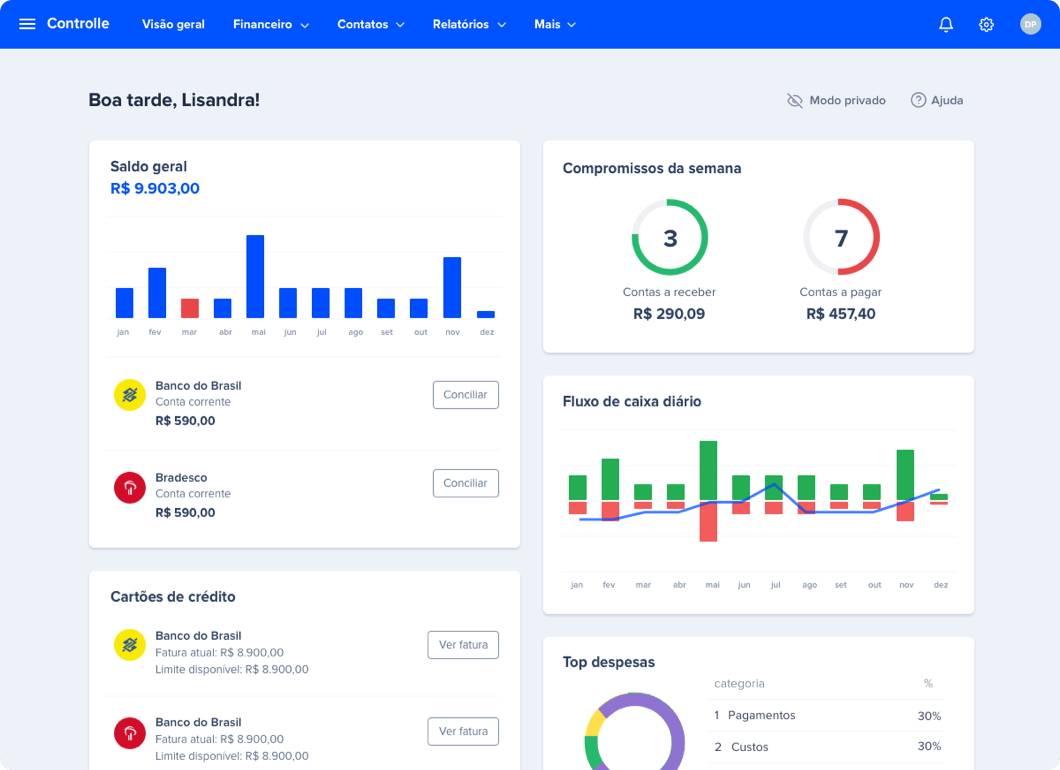 Controlle
Visão geral
Financeiro
Contatos
Relatórios
Mais
DP
Boa tarde, Lisandra!
Modo privado
Ajuda
Saldo geral
R$ 9.903,00
jan fev mar abr mai jun jul ago set out nov dez
Banco do Brasil
Conta corrente
R$ 590,00
Conciliar
Bradesco
Conta corrente
R$ 590,00
Conciliar
Cartões de crédito
Banco do Brasil
Fatura atual: R$ 8.900,00
Limite disponível: R$ 8.900,00
Ver fatura
Banco do Brasil
Fatura atual: R$ 8.900,00
Limite disponível: R$ 8.900,00
Ver fatura
Compromissos da semana
3
Contas a receber
R$ 290,09
7
Contas a pagar
R$ 457,40
Fluxo de caixa diário
jan fev mar abr mai jun jul ago set out nov dez
Top despesas
categoria %
1 Pagamentos 30%
2 Custos 30%